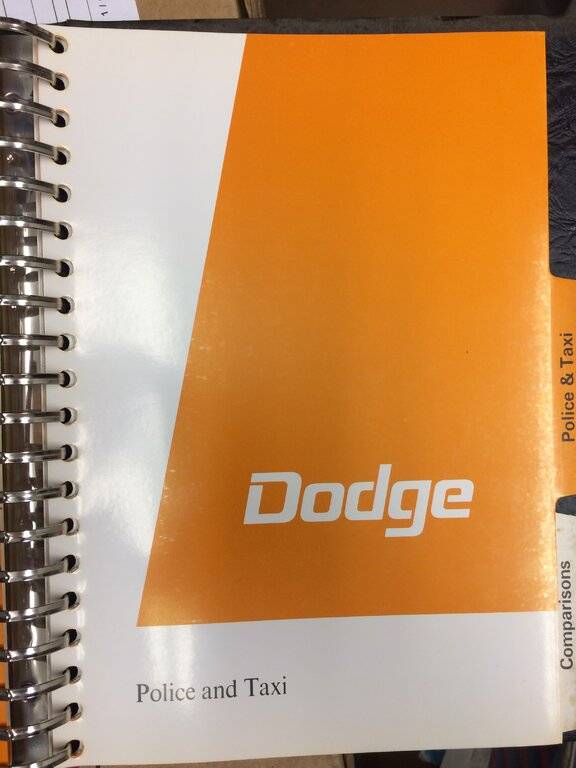 Dodge
Police and Taxi
Police & Taxi
Comparisons